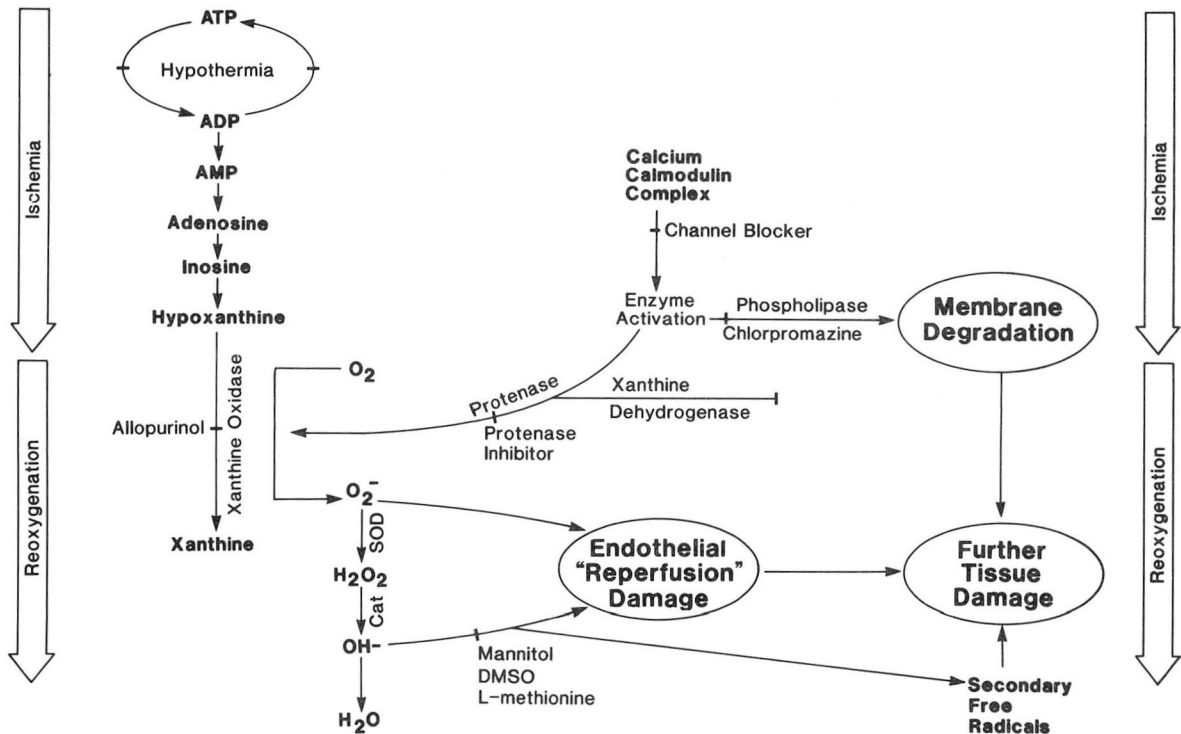 Ischemia
Reoxygenation
ATP
Hypothermia
ADP
AMP
Adenosine
Inosine
Hypoxanthine
Xanthine Oxidase
Allopurinol
Xanthine
O₂
O₂⁻
SOD
H₂O₂
Cat
OH−
H₂O
Calcium
Calmodulin
Complex
Channel Blocker
Enzyme
Activation
Phospholipase
Chlorpromazine
Membrane
Degradation
Protenase
Protenase
Inhibitor
Xanthine
Dehydrogenase
Endothelial
"Reperfusion"
Damage
Mannitol
DMSO
L-methionine
Further
Tissue
Damage
Secondary
Free
Radicals
Ischemia
Reoxygenation